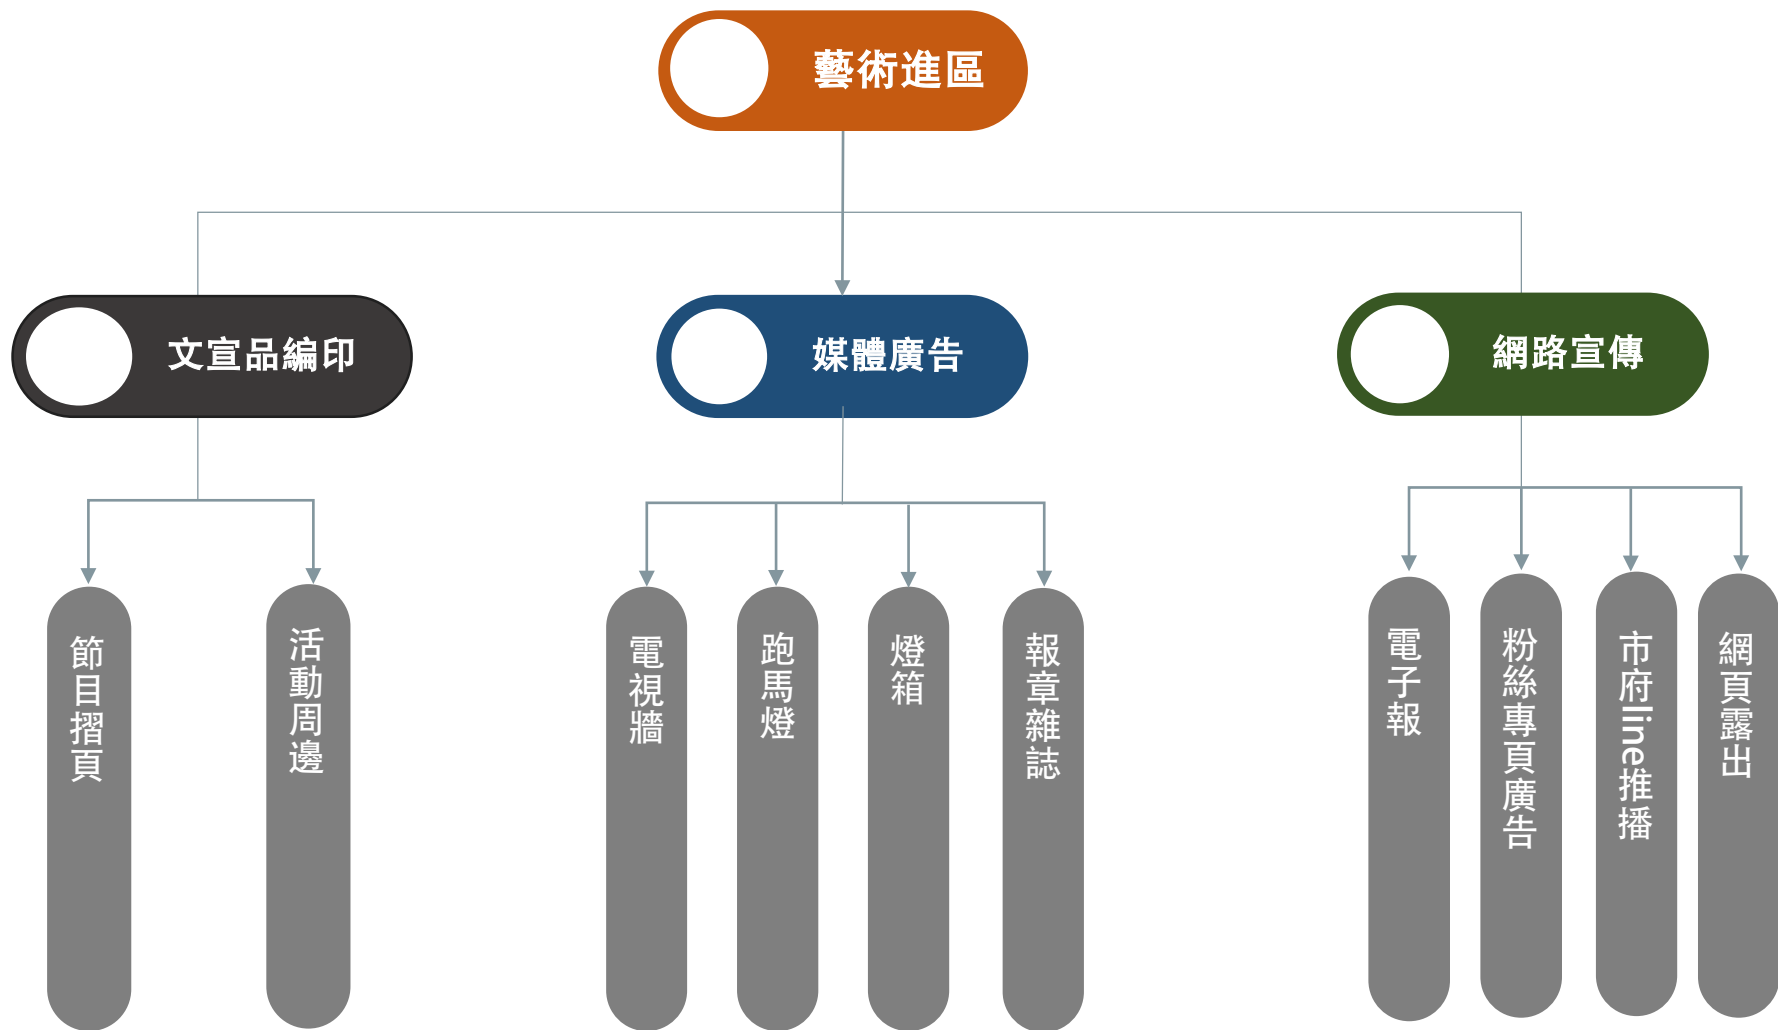 藝術進區
文宣品編印
媒體廣告
網路宣傳
節目摺頁
活動周邊
電視牆
跑馬燈
燈箱
報章雜誌
電子報
粉絲專頁廣告
市府line推播
網頁露出